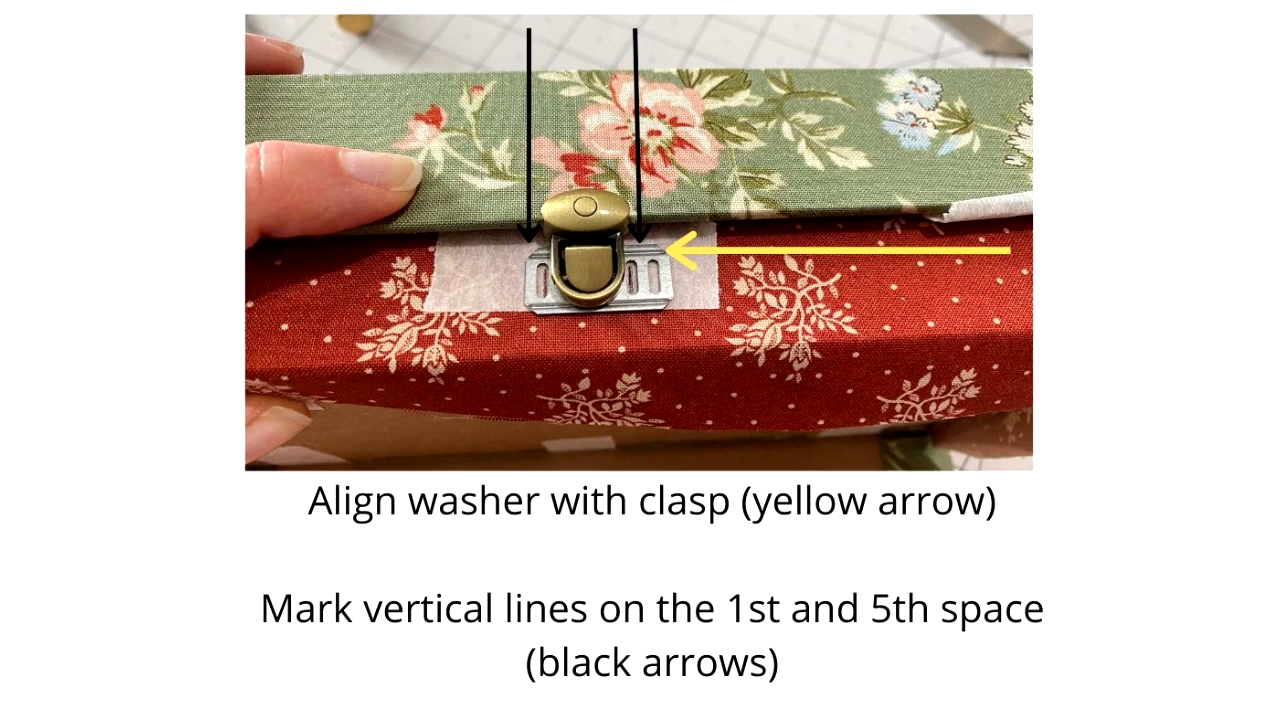 Align washer with clasp (yellow arrow)
Mark vertical lines on the 1st and 5th space
(black arrows)